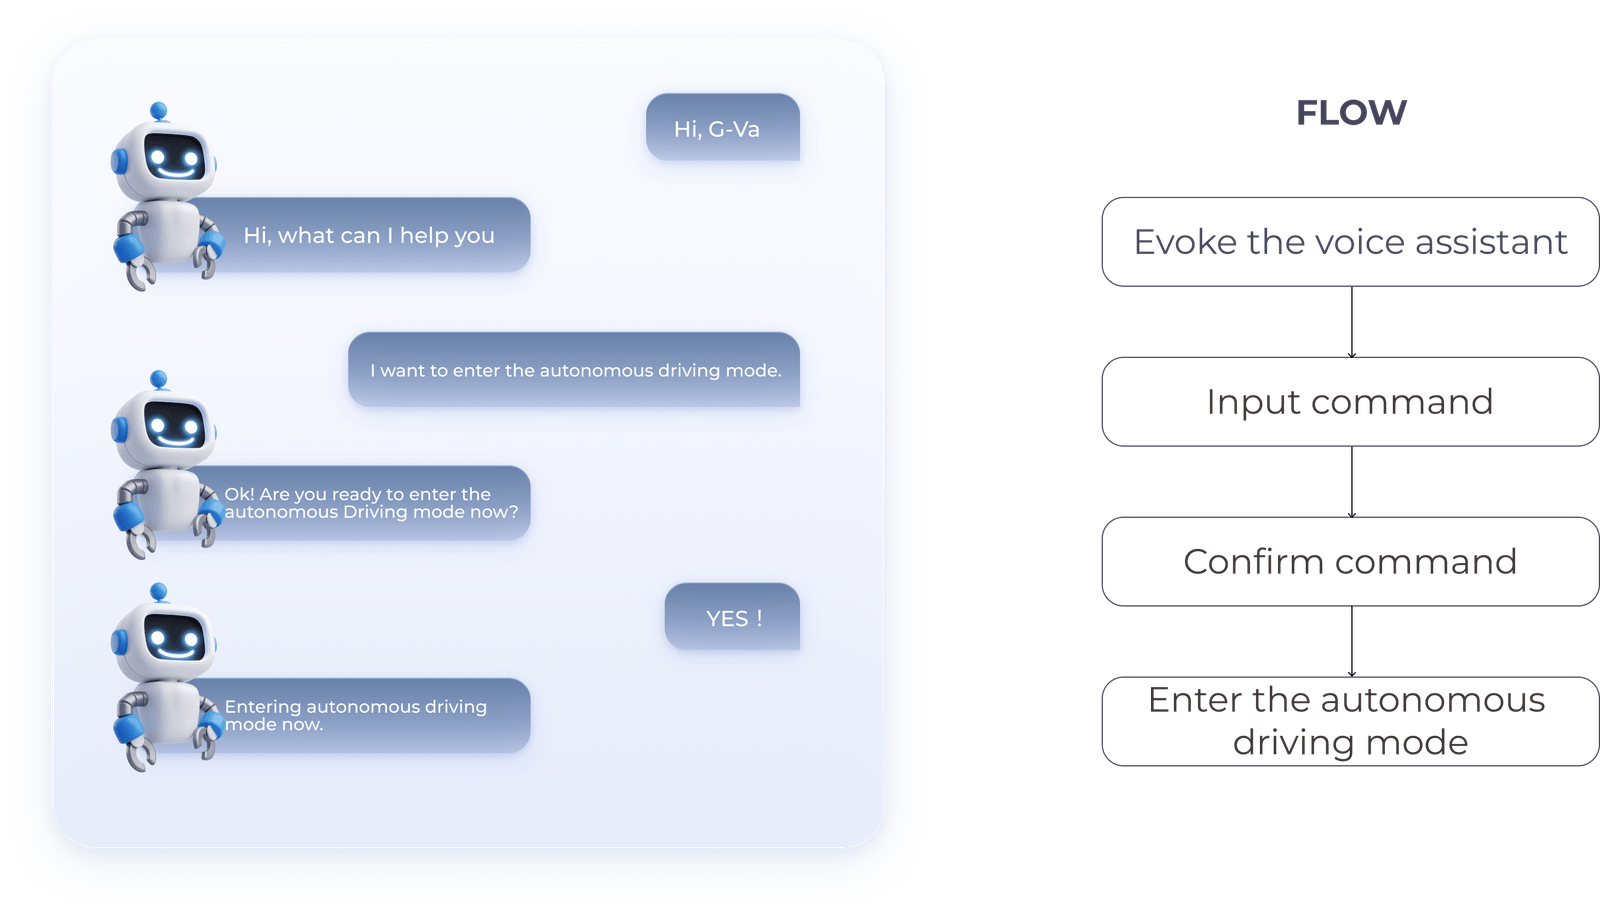 Hi, G-Va
Hi, what can I help you
I want to enter the autonomous driving mode.
Ok! Are you ready to enter the
autonomous Driving mode now?
YES！
Entering autonomous driving
mode now.
FLOW
Evoke the voice assistant
Input command
Confirm command
Enter the autonomous
driving mode